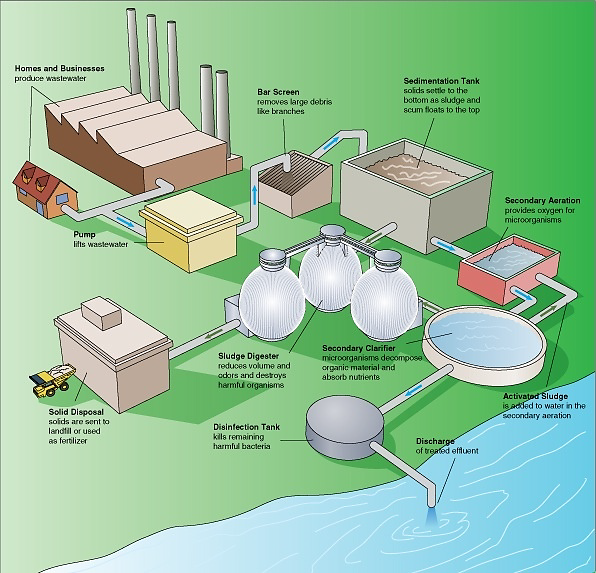 Homes and Businesses
produce wastewater
Bar Screen
removes large debris
like branches
Sedimentation Tank
solids settle to the
bottom as sludge and
scum floats to the top
Secondary Aeration
provides oxygen for
microorganisms
Pump
lifts wastewater
Sludge Digester
reduces volume and
odors and destroys
harmful organisms
Secondary Clarifier
microorganisms decompose
organic material and
absorb nutrients
Activated Sludge
is added to water in the
secondary aeration
Solid Disposal
solids are sent to
landfill or used
as fertilizer
Disinfection Tank
kills remaining
harmful bacteria
Discharge
of treated effluent